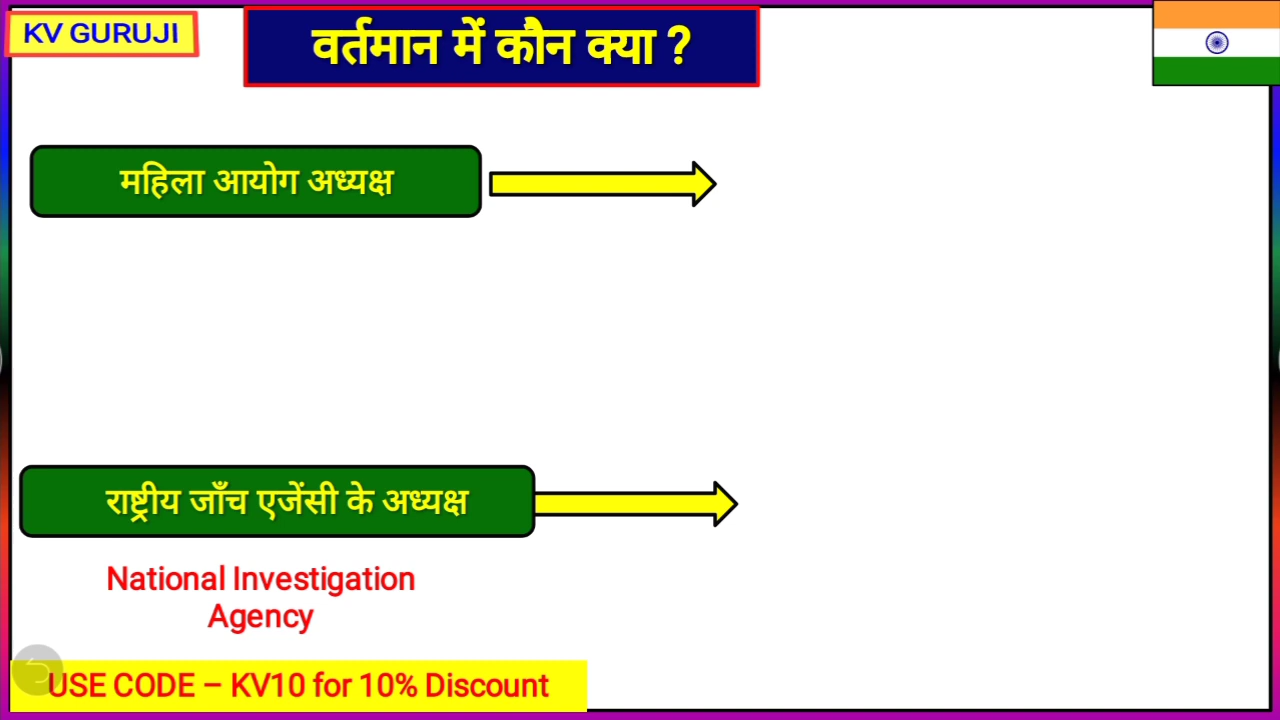 KV GURUJI
वर्तमान में कौन क्या ?
महिला आयोग अध्यक्ष
राष्ट्रीय जाँच एजेंसी के अध्यक्ष
National Investigation
Agency
USE CODE – KV10 for 10% Discount